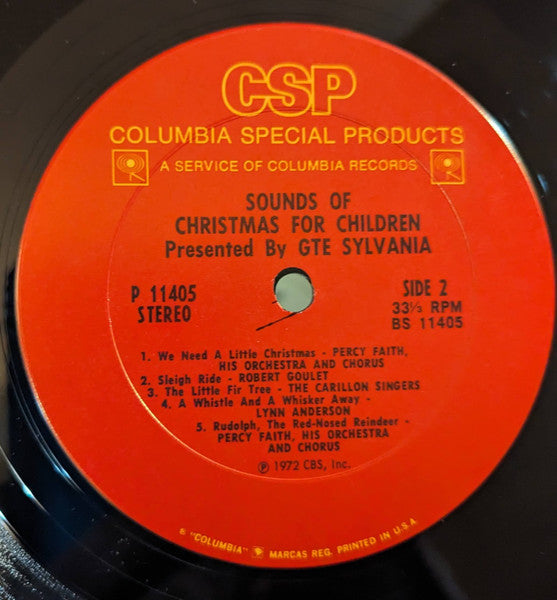 CSP
COLUMBIA SPECIAL PRODUCTS
A SERVICE OF COLUMBIA RECORDS
SOUNDS OF
CHRISTMAS FOR CHILDREN
Presented By GTE SYLVANIA
P 11405
STEREO
SIDE 2
33⅓ RPM
BS 11405
1. We Need A Little Christmas - PERCY FAITH,
HIS ORCHESTRA AND CHORUS
2. Sleigh Ride - ROBERT GOULET
3. The Little Fir Tree - THE CARILLON SINGERS
4. A Whistle And A Whisker Away -
LYNN ANDERSON
5. Rudolph, The Red-Nosed Reindeer -
PERCY FAITH, HIS ORCHESTRA
AND CHORUS
℗ 1972 CBS, Inc.
® "COLUMBIA" MARCAS REG. PRINTED IN U.S.A.